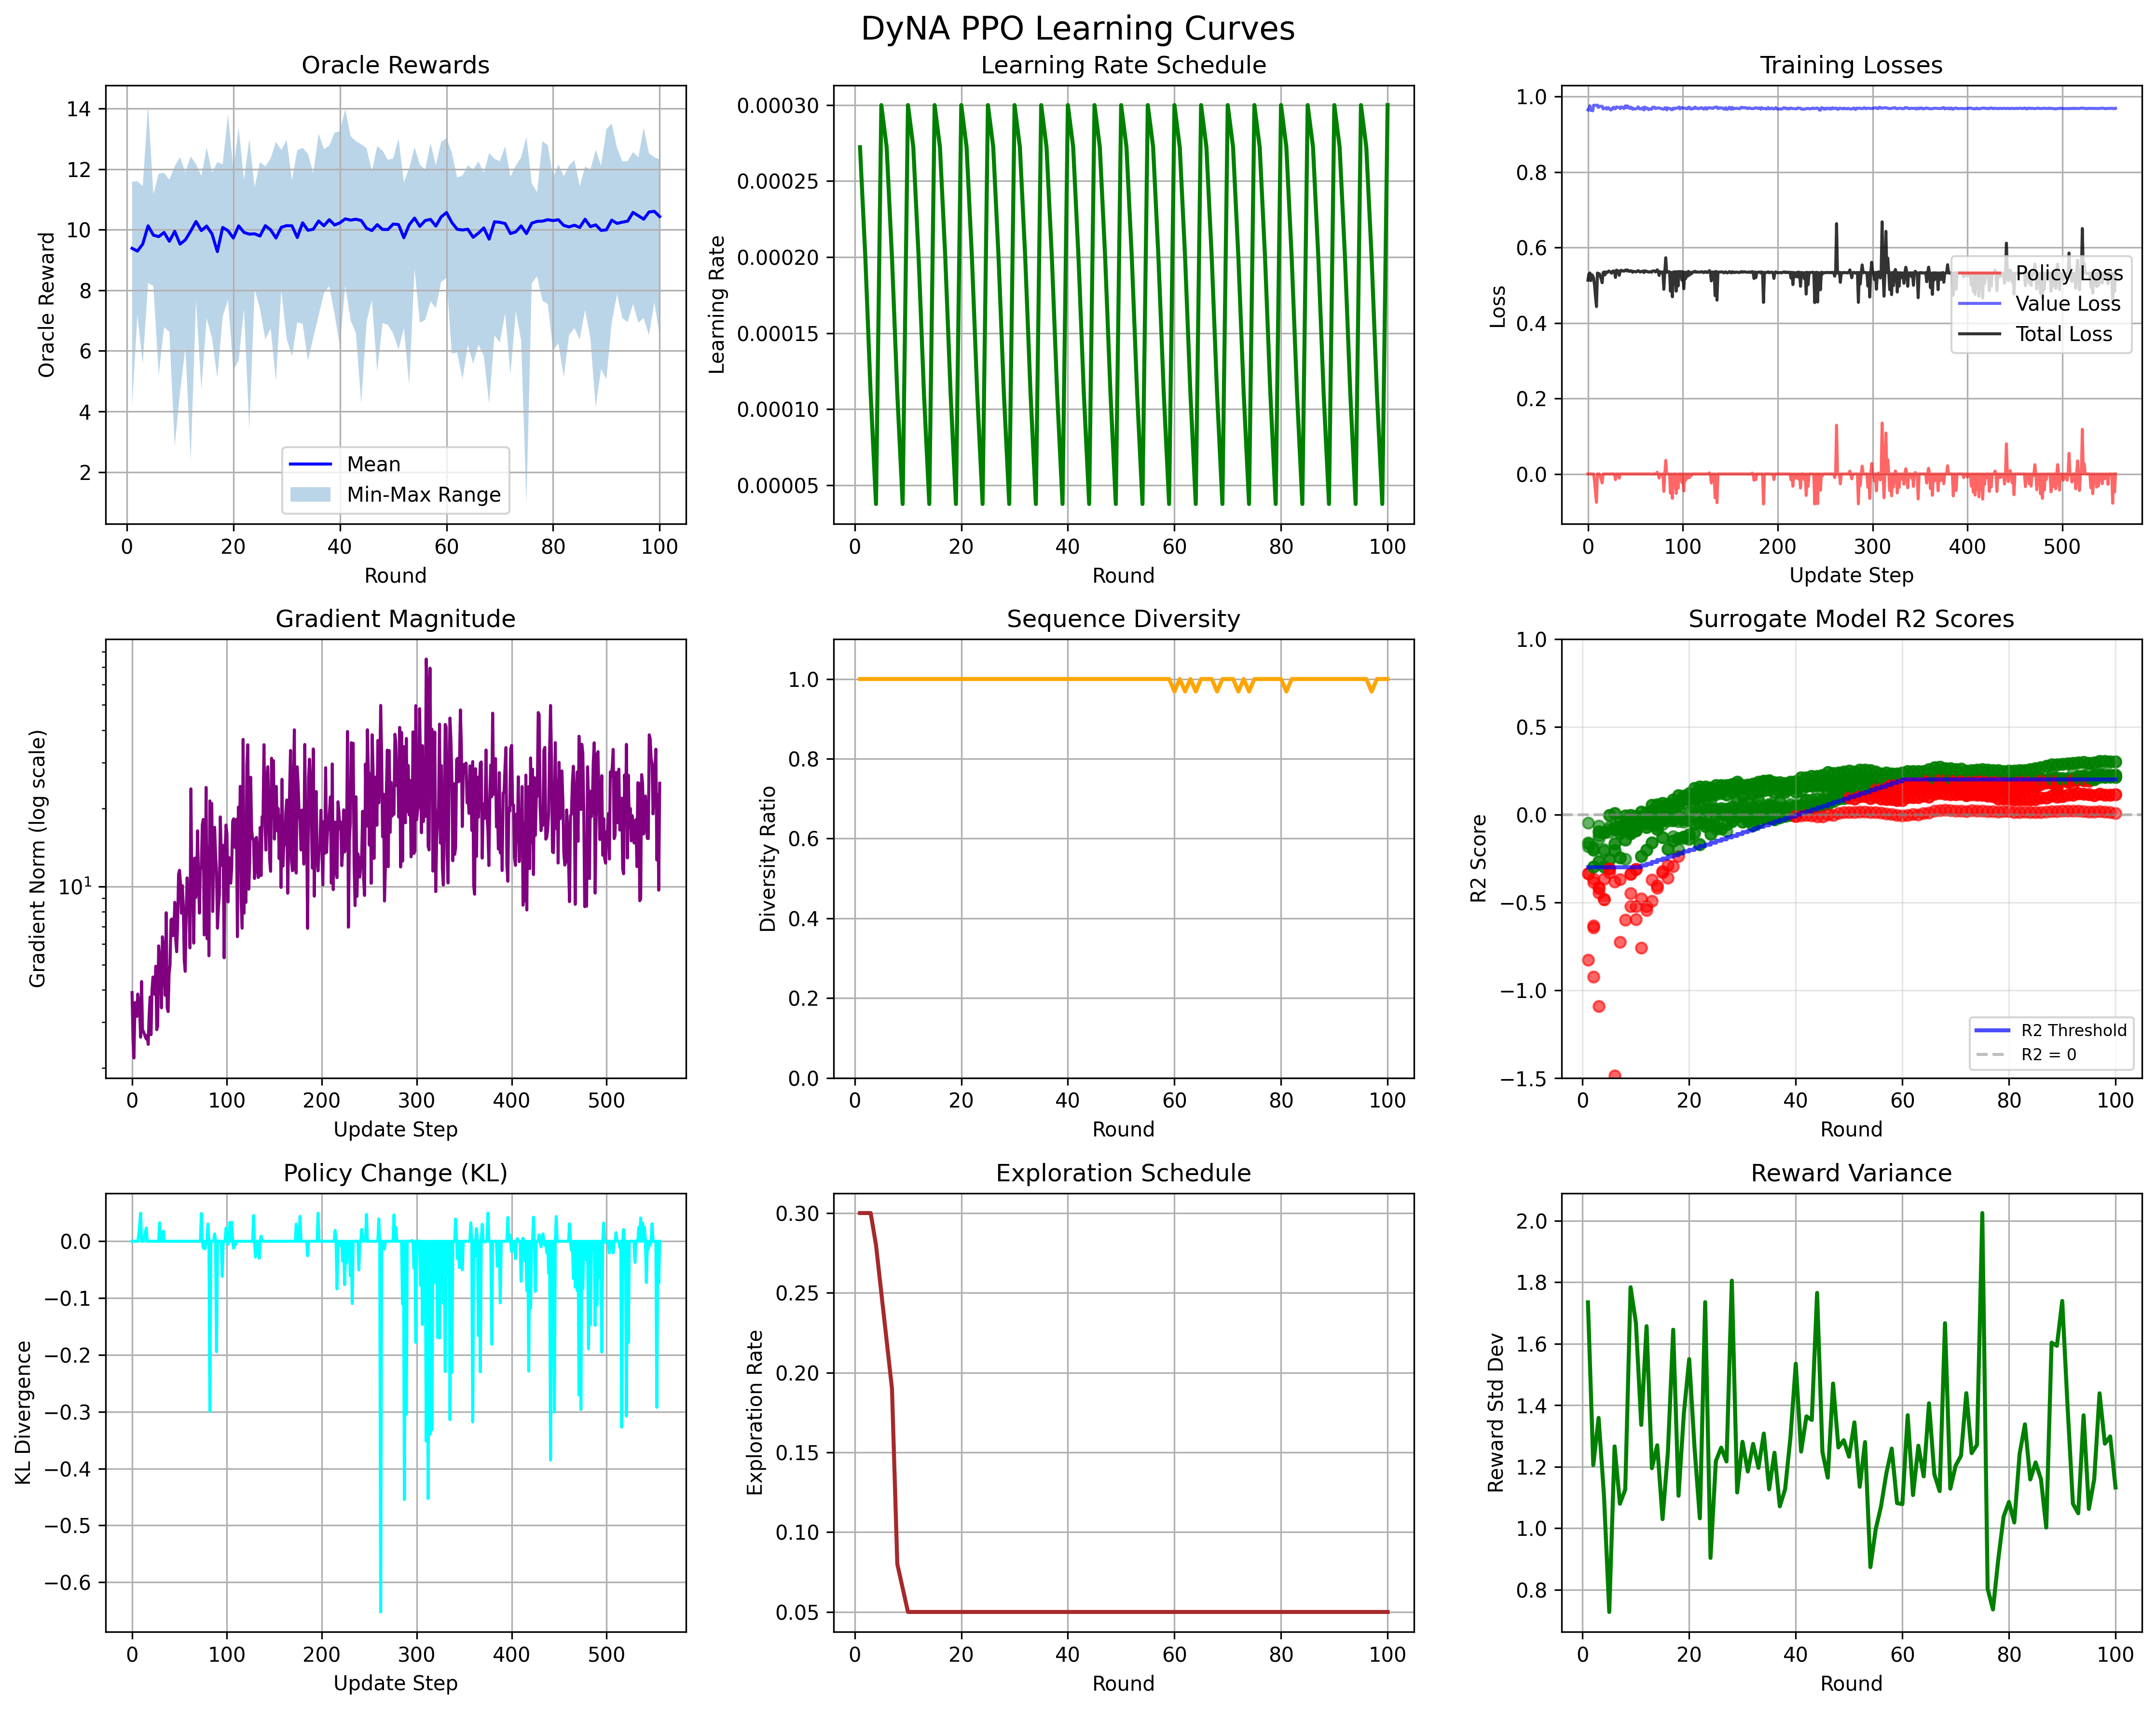 DyNA PPO Learning Curves
Oracle Rewards
Oracle Reward
14
12
10
8
6
4
2
Mean
Min-Max Range
0 20 40 60 80 100
Round
Learning Rate Schedule
Learning Rate
0.00030
0.00025
0.00020
0.00015
0.00010
0.00005
0 20 40 60 80 100
Round
Training Losses
Loss
1.0
0.8
0.6
0.4
0.2
0.0
Policy Loss
Value Loss
Total Loss
0 100 200 300 400 500
Update Step
Gradient Magnitude
Gradient Norm (log scale)
10¹
0 100 200 300 400 500
Update Step
Sequence Diversity
Diversity Ratio
1.0
0.8
0.6
0.4
0.2
0.0
0 20 40 60 80 100
Round
Surrogate Model R2 Scores
R2 Score
1.0
0.5
0.0
−0.5
−1.0
−1.5
R2 Threshold
R2 = 0
0 20 40 60 80 100
Round
Policy Change (KL)
KL Divergence
0.0
−0.1
−0.2
−0.3
−0.4
−0.5
−0.6
0 100 200 300 400 500
Update Step
Exploration Schedule
Exploration Rate
0.30
0.25
0.20
0.15
0.10
0.05
0 20 40 60 80 100
Round
Reward Variance
Reward Std Dev
2.0
1.8
1.6
1.4
1.2
1.0
0.8
0 20 40 60 80 100
Round